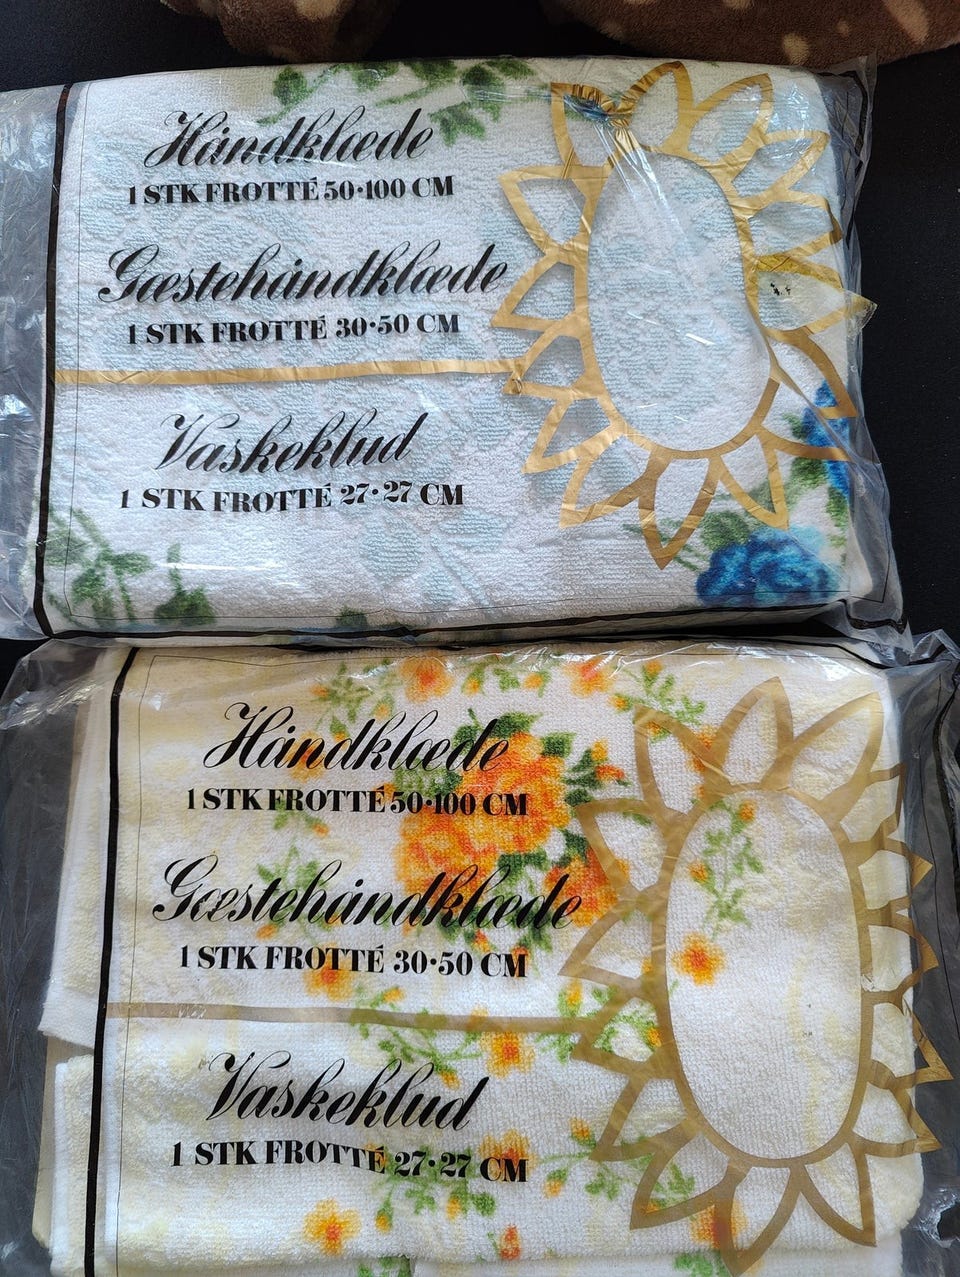 Håndklæde
1 STK FROTTÉ 50·100 CM
Gæstehåndklæde
1 STK FROTTÉ 30·50 CM
Vaskeklud
1 STK FROTTÉ 27·27 CM
Håndklæde
1 STK FROTTÉ 50·100 CM
Gæstehåndklæde
1 STK FROTTÉ 30·50 CM
Vaskeklud
1 STK FROTTÉ 27·27 CM